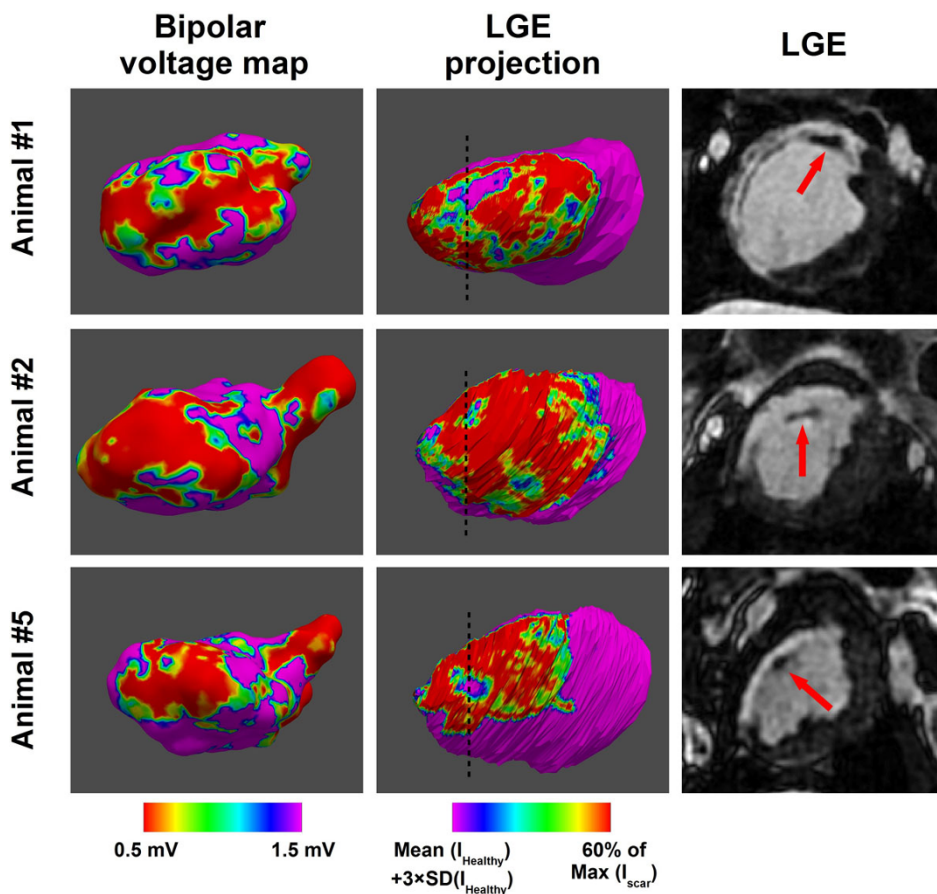 Bipolar
voltage map
LGE
projection
LGE
Animal #1
Animal #2
Animal #5
0.5 mV
1.5 mV
Mean (I_Healthy)
+3×SD(I_Healthy)
60% of
Max (I_scar)